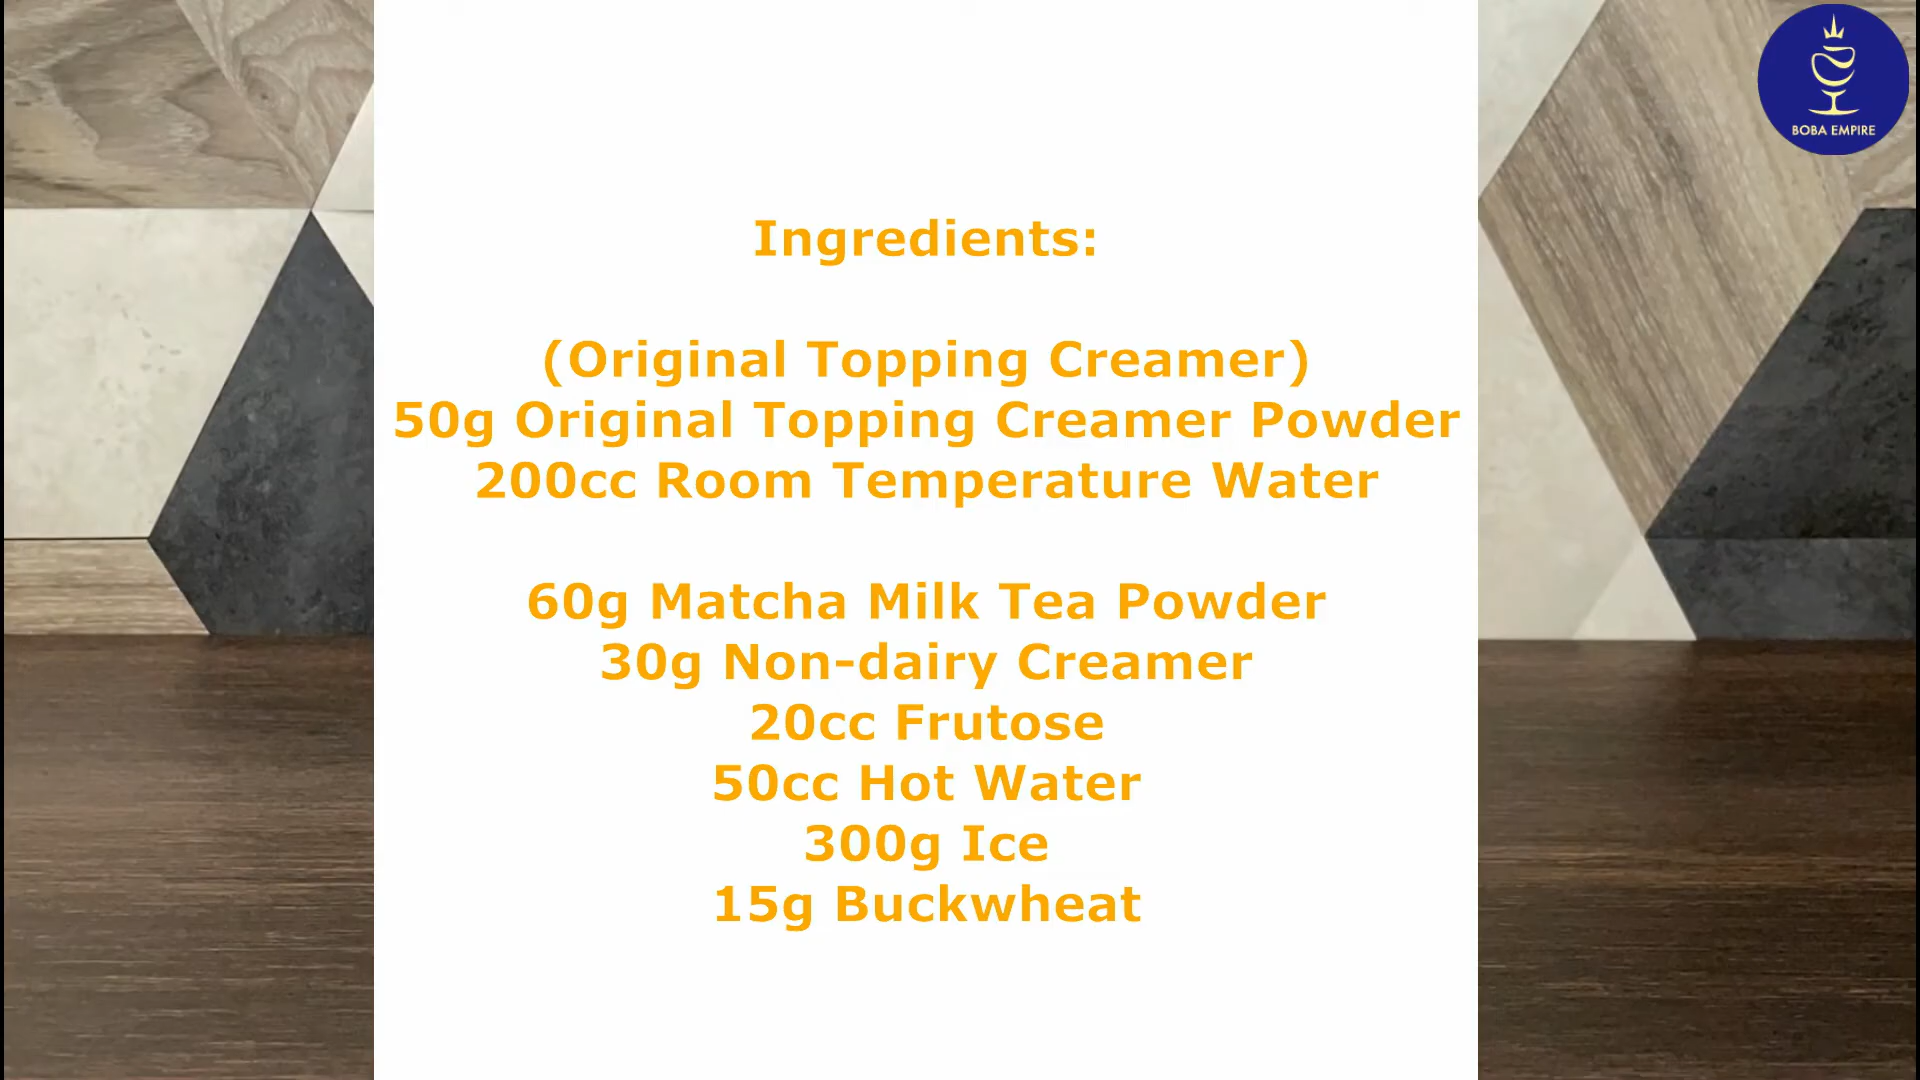 BOBA EMPIRE
Ingredients:
(Original Topping Creamer)
50g Original Topping Creamer Powder
200cc Room Temperature Water
60g Matcha Milk Tea Powder
30g Non-dairy Creamer
20cc Frutose
50cc Hot Water
300g Ice
15g Buckwheat